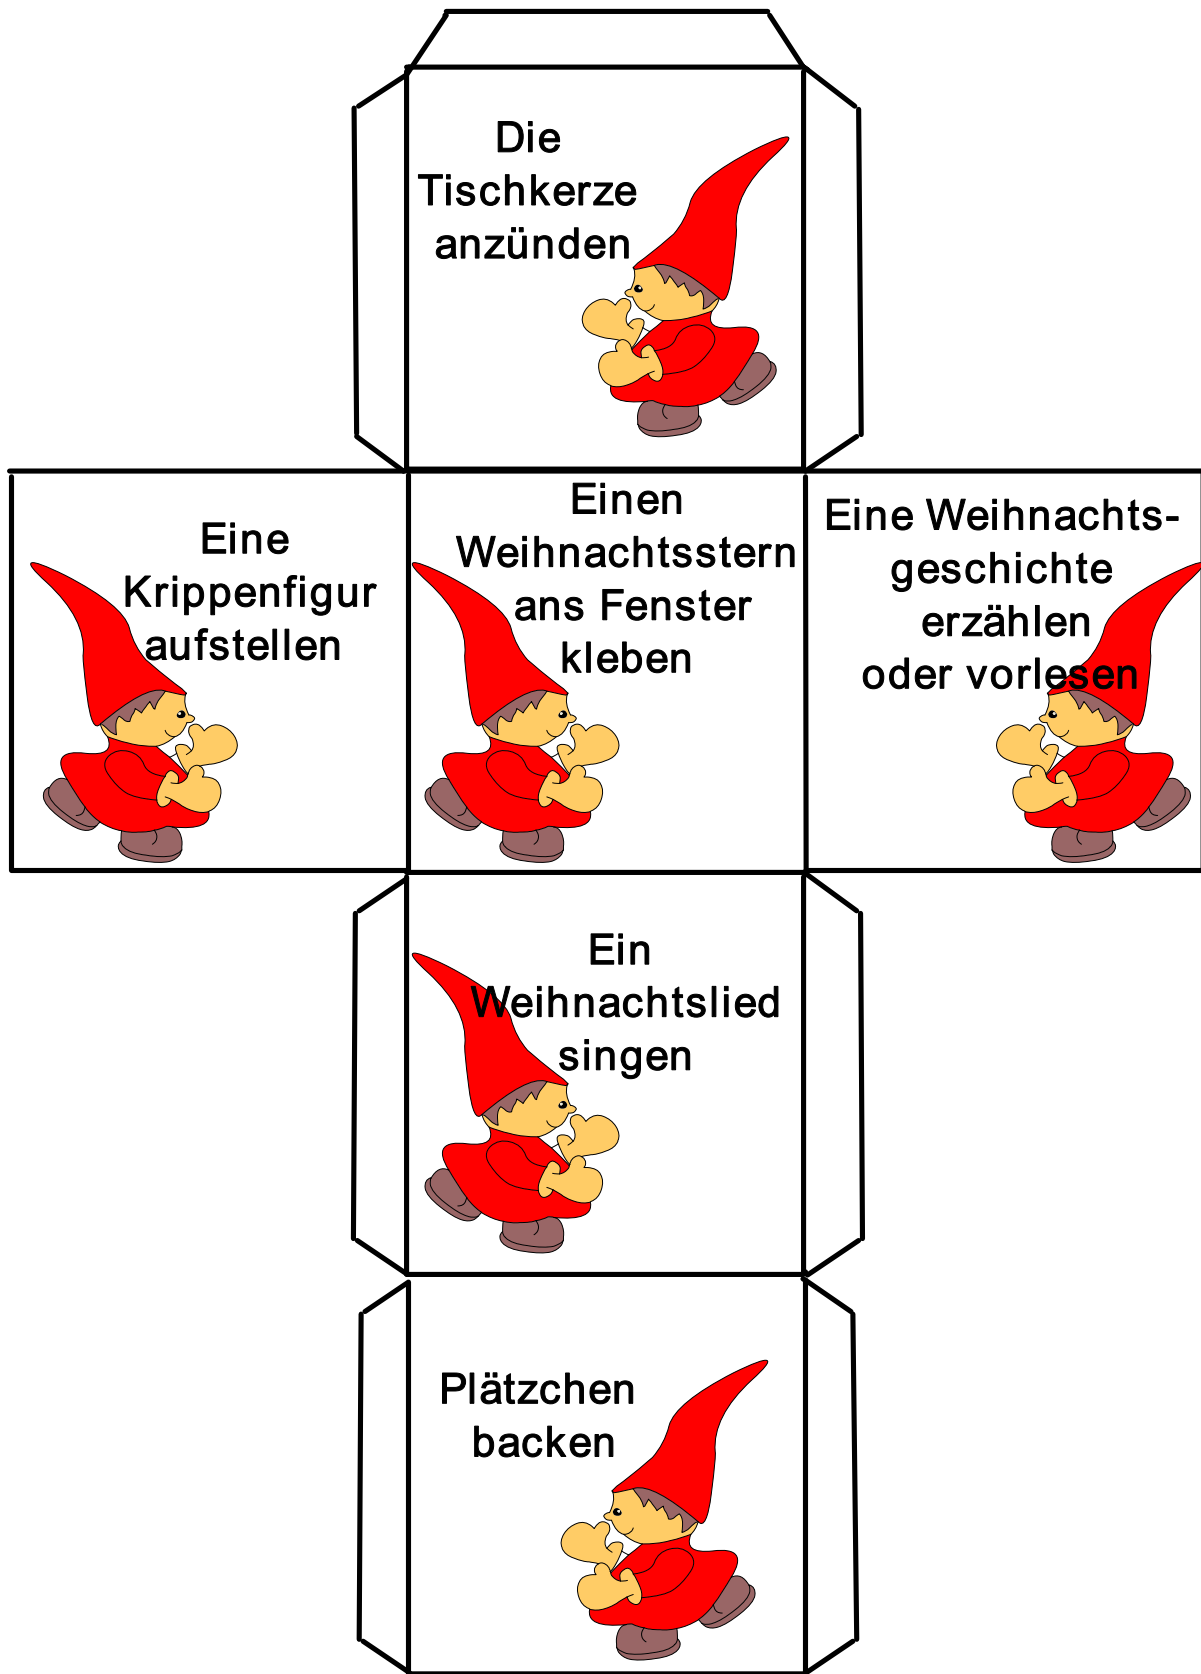 Die
Tischkerze
anzünden
Eine
Krippenfigur
aufstellen
Einen
Weihnachtsstern
ans Fenster
kleben
Eine Weihnachts-
geschichte
erzählen
oder vorlesen
Ein
Weihnachtslied
singen
Plätzchen
backen